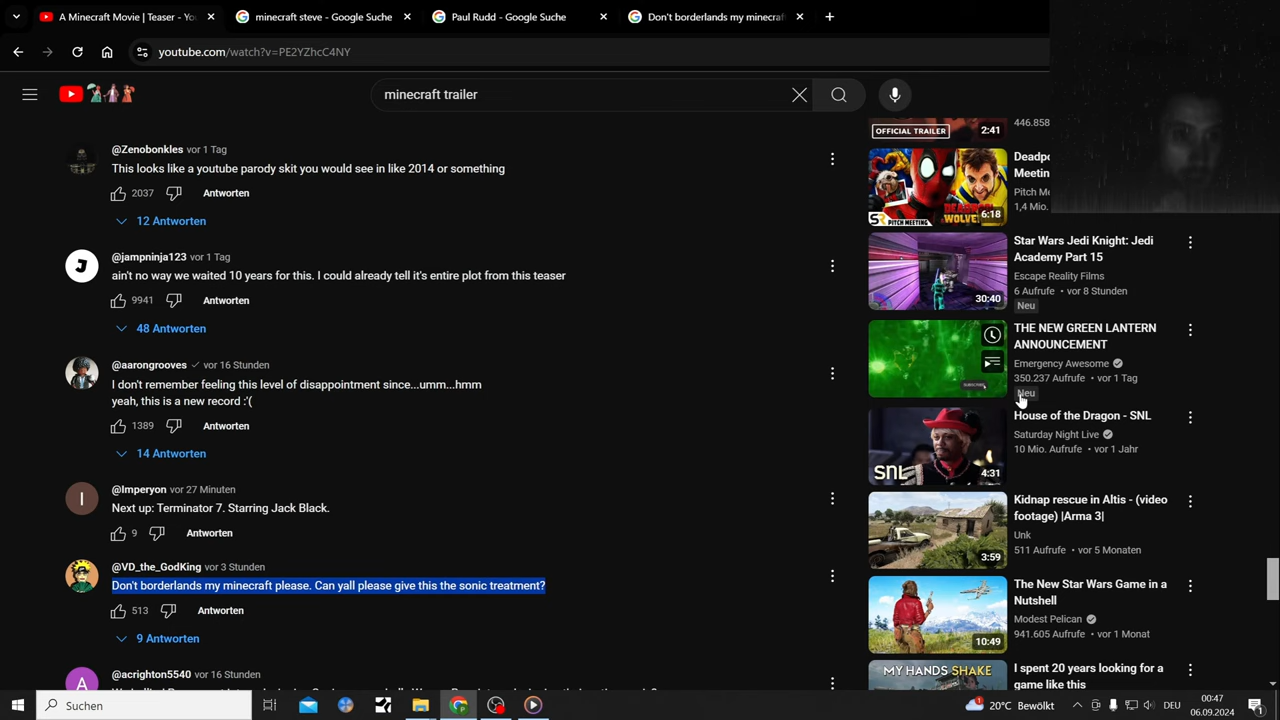 A Minecraft Movie | Teaser - Yo
minecraft steve - Google Suche
Paul Rudd - Google Suche
Don't borderlands my minecraf
youtube.com/watch?v=PE2YZhcC4NY
minecraft trailer
@Zenobonkles vor 1 Tag
This looks like a youtube parody skit you would see in like 2014 or something
2037 Antworten
12 Antworten
@jampninja123 vor 1 Tag
ain't no way we waited 10 years for this. I could already tell it's entire plot from this teaser
9941 Antworten
48 Antworten
@aarongrooves vor 16 Stunden
I don't remember feeling this level of disappointment since...umm...hmm
yeah, this is a new record :'(
1389 Antworten
14 Antworten
@Imperyon vor 27 Minuten
Next up: Terminator 7. Starring Jack Black.
9 Antworten
@VD_the_GodKing vor 3 Stunden
Don't borderlands my minecraft please. Can yall please give this the sonic treatment?
513 Antworten
9 Antworten
@acrighton5540 vor 16 Stunden
OFFICIAL TRAILER 2:41
446.858
Deadpo
Meeting
Pitch M
1,4 Mio.
PITCH MEETING
6:18
Star Wars Jedi Knight: Jedi
Academy Part 15
Escape Reality Films
6 Aufrufe • vor 8 Stunden
Neu
30:40
THE NEW GREEN LANTERN
ANNOUNCEMENT
Emergency Awesome
350.237 Aufrufe • vor 1 Tag
Neu
SUBSCRIBE
House of the Dragon - SNL
Saturday Night Live
10 Mio. Aufrufe • vor 1 Jahr
SNL
4:31
Kidnap rescue in Altis - (video
footage) |Arma 3|
Unk
511 Aufrufe • vor 5 Monaten
3:59
The New Star Wars Game in a
Nutshell
Modest Pelican
941.605 Aufrufe • vor 1 Monat
10:49
MY HANDS SHAKE
I spent 20 years looking for a
game like this
Suchen
20°C Bewölkt
DEU
00:47
06.09.2024
1